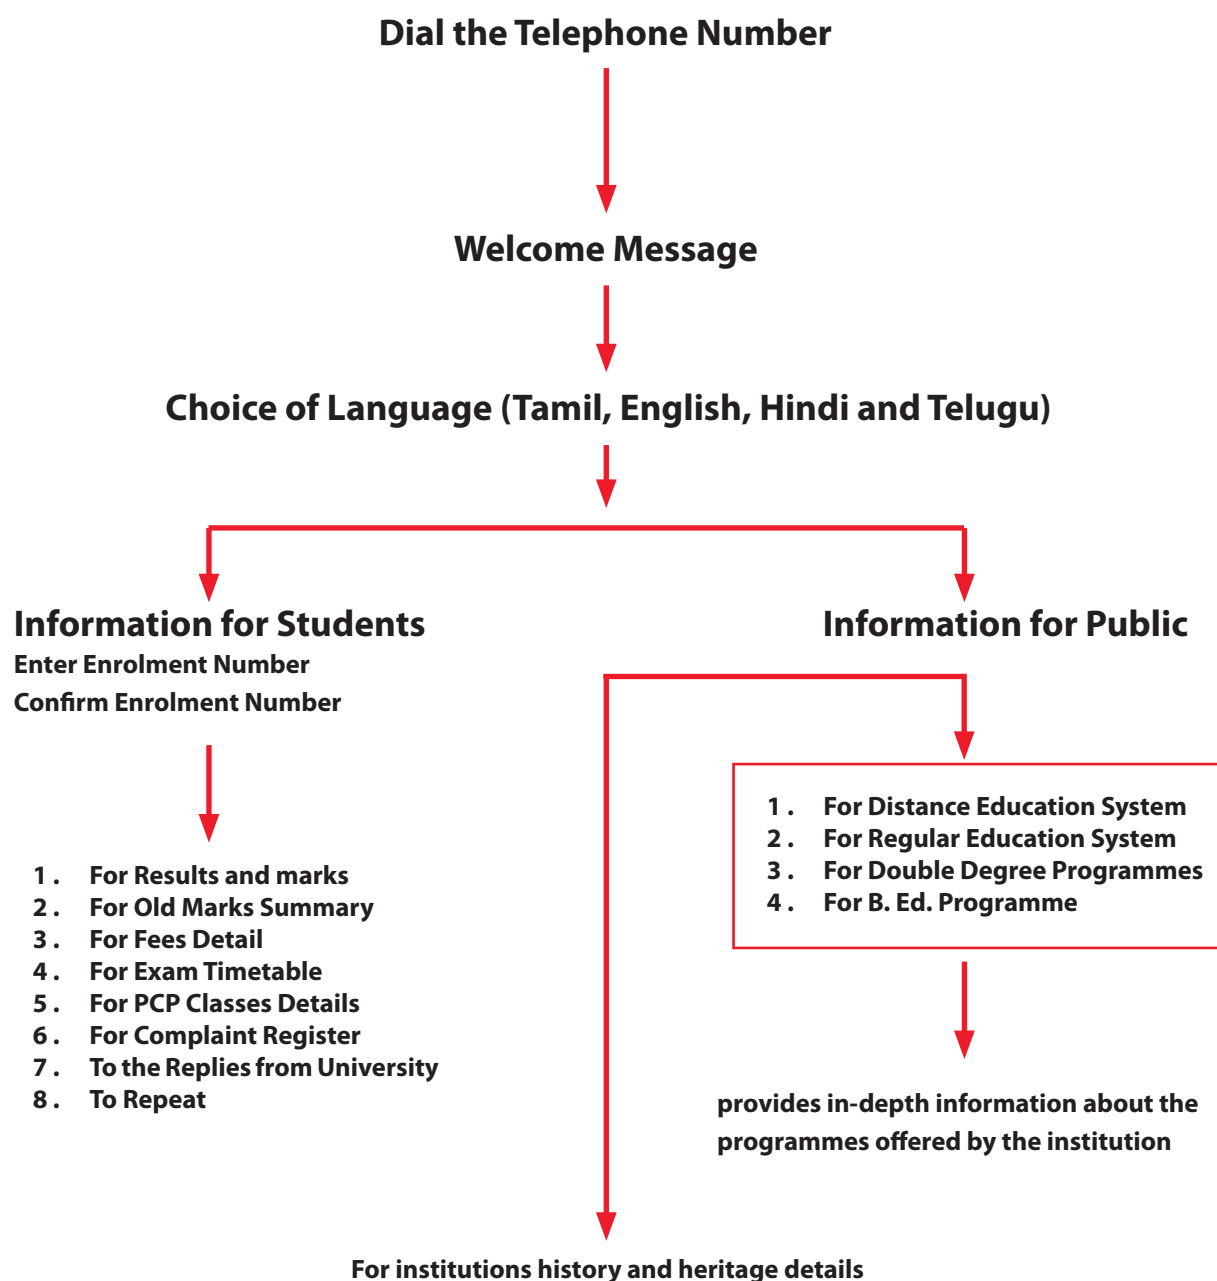 Dial the Telephone Number
Welcome Message
Choice of Language (Tamil, English, Hindi and Telugu)
Information for Students
Enter Enrolment Number
Confirm Enrolment Number
1 . For Results and marks
2 . For Old Marks Summary
3 . For Fees Detail
4 . For Exam Timetable
5 . For PCP Classes Details
6 . For Complaint Register
7 . To the Replies from University
8 . To Repeat
Information for Public
1 . For Distance Education System
2 . For Regular Education System
3 . For Double Degree Programmes
4 . For B. Ed. Programme
provides in-depth information about the
programmes offered by the institution
For institutions history and heritage details